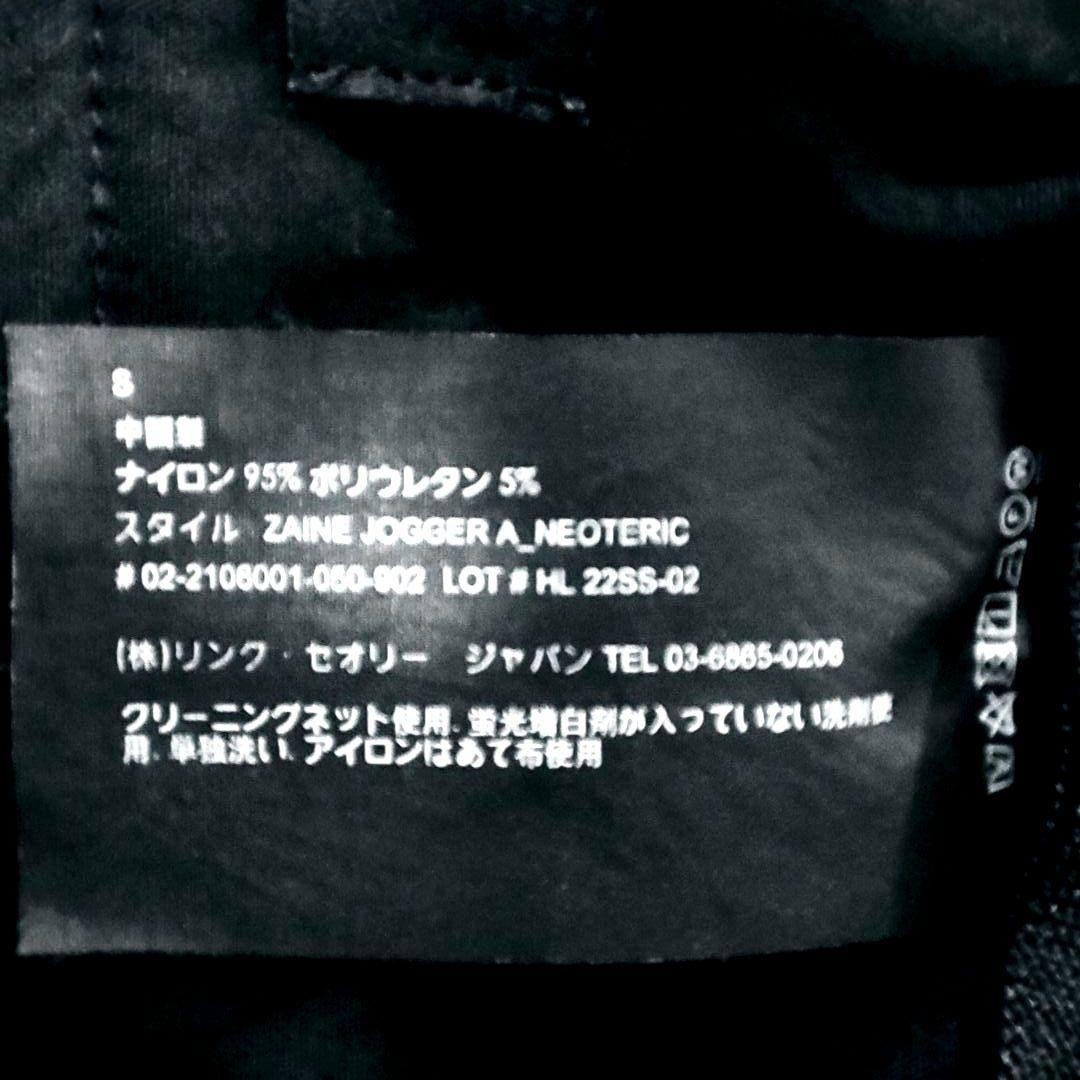 S
中国製
ナイロン 95% ポリウレタン 5%
スタイル ZAINE JOGGER A_NEOTERIC
# 02-2106001-060-902 LOT # HL 22SS-02
(株)リンク・セオリー ジャパン TEL 03-6865-0206
クリーニングネット使用. 蛍光増白剤が入っていない洗剤使
用. 単独洗い. アイロンはあて布使用